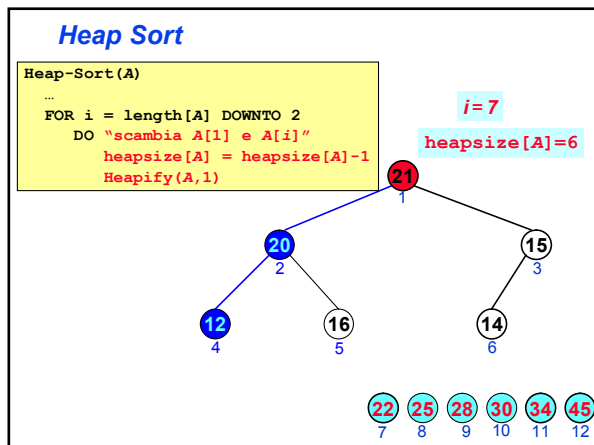 Heap Sort
Heap-Sort(A)
…
FOR i = length[A] DOWNTO 2
DO “scambia A[1] e A[i]”
heapsize[A] = heapsize[A]-1
Heapify(A,1)
i = 7
heapsize[A]=6
21
1
20
2
15
3
12
4
16
5
14
6
22 25 28 30 34 45
7 8 9 10 11 12